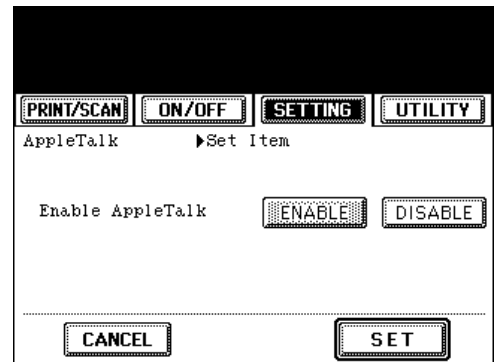 PRINT/SCAN ON/OFF SETTING UTILITY
AppleTalk ▶Set Item
Enable AppleTalk ENABLE DISABLE
CANCEL SET